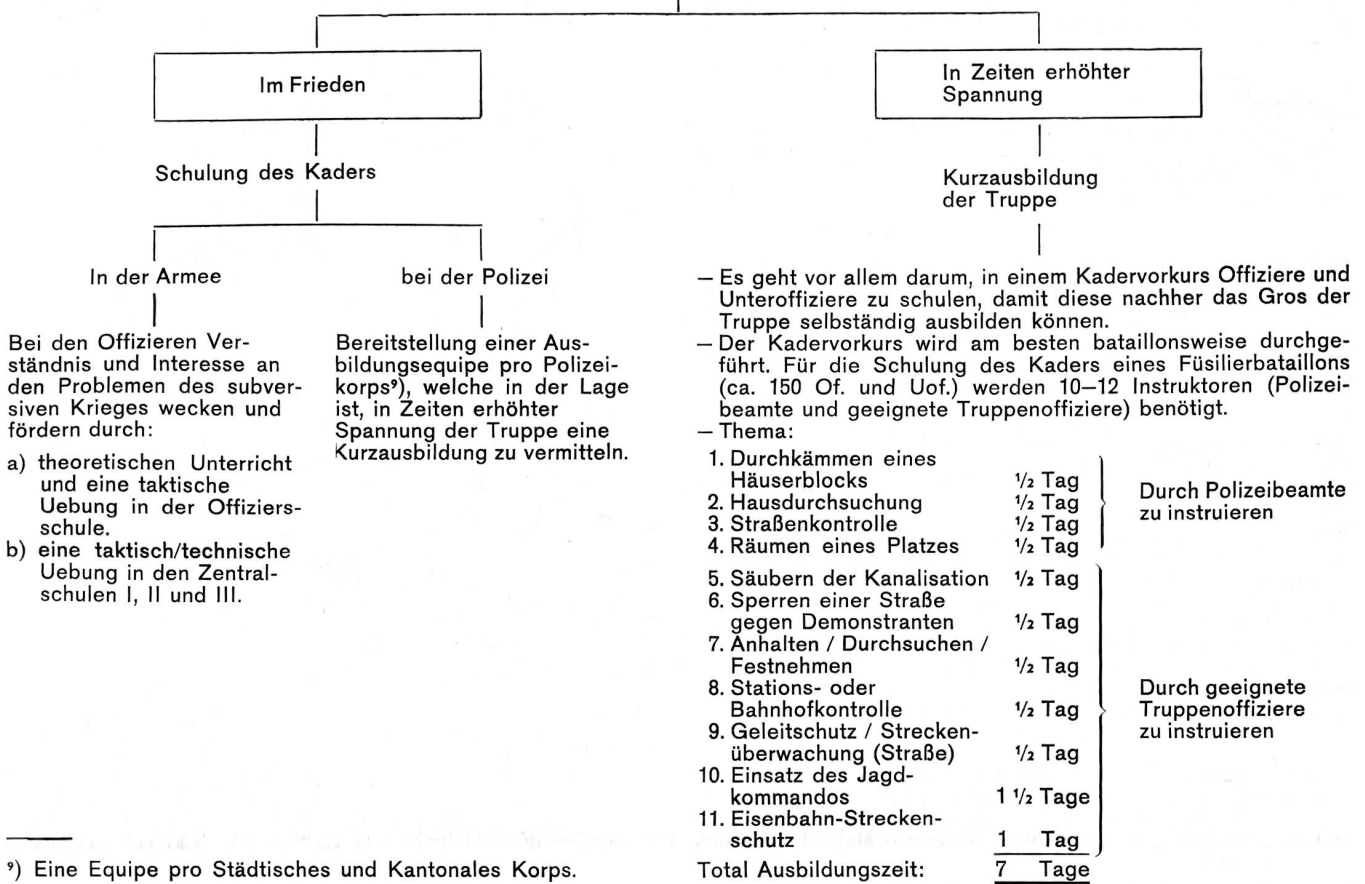 Im Frieden
Schulung des Kaders
In der Armee
Bei den Offizieren Ver-
ständnis und Interesse an
den Problemen des subver-
siven Krieges wecken und
fördern durch:
a) theoretischen Unterricht
und eine taktische
Uebung in der Offiziers-
schule.
b) eine taktisch/technische
Uebung in den Zentral-
schulen I, II und III.
bei der Polizei
Bereitstellung einer Aus-
bildungsequipe pro Polizei-
korps⁹), welche in der Lage
ist, in Zeiten erhöhter
Spannung der Truppe eine
Kurzausbildung zu vermitteln.
In Zeiten erhöhter
Spannung
Kurzausbildung
der Truppe
— Es geht vor allem darum, in einem Kadervorkurs Offiziere und
Unteroffiziere zu schulen, damit diese nachher das Gros der
Truppe selbständig ausbilden können.
— Der Kadervorkurs wird am besten bataillonsweise durchge-
führt. Für die Schulung des Kaders eines Füsilierbataillons
(ca. 150 Of. und Uof.) werden 10—12 Instruktoren (Polizei-
beamte und geeignete Truppenoffiziere) benötigt.
— Thema:
1. Durchkämmen eines
Häuserblocks ½ Tag
2. Hausdurchsuchung ½ Tag
3. Straßenkontrolle ½ Tag
4. Räumen eines Platzes ½ Tag
Durch Polizeibeamte
zu instruieren
5. Säubern der Kanalisation ½ Tag
6. Sperren einer Straße
gegen Demonstranten ½ Tag
7. Anhalten / Durchsuchen /
Festnehmen ½ Tag
8. Stations- oder
Bahnhofkontrolle ½ Tag
9. Geleitschutz / Strecken-
überwachung (Straße) ½ Tag
10. Einsatz des Jagd-
kommandos 1 ½ Tage
11. Eisenbahn-Strecken-
schutz 1 Tag
Durch geeignete
Truppenoffiziere
zu instruieren
Total Ausbildungszeit: 7 Tage
⁹) Eine Equipe pro Städtisches und Kantonales Korps.